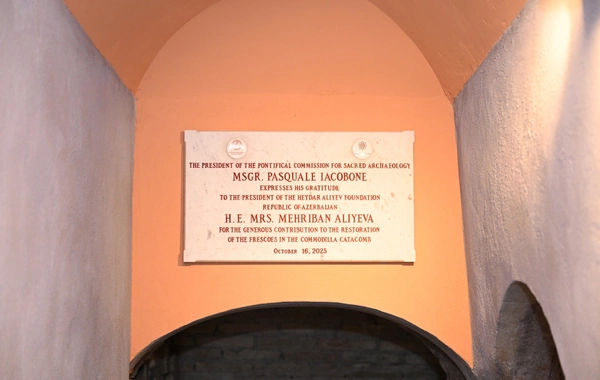 THE PRESIDENT OF THE PONTIFICAL COMMISSION FOR SACRED ARCHAEOLOGY
MSGR. PASQUALE IACOBONE
EXPRESSES HIS GRATITUDE
TO THE PRESIDENT OF THE HEYDAR ALIYEV FOUNDATION
REPUBLIC OF AZERBAIJAN
H. E. MRS. MEHRIBAN ALIYEVA
FOR THE GENEROUS CONTRIBUTION TO THE RESTORATION
OF THE FRESCOES IN THE COMMODILLA CATACOMB
OCTOBER 16, 2025